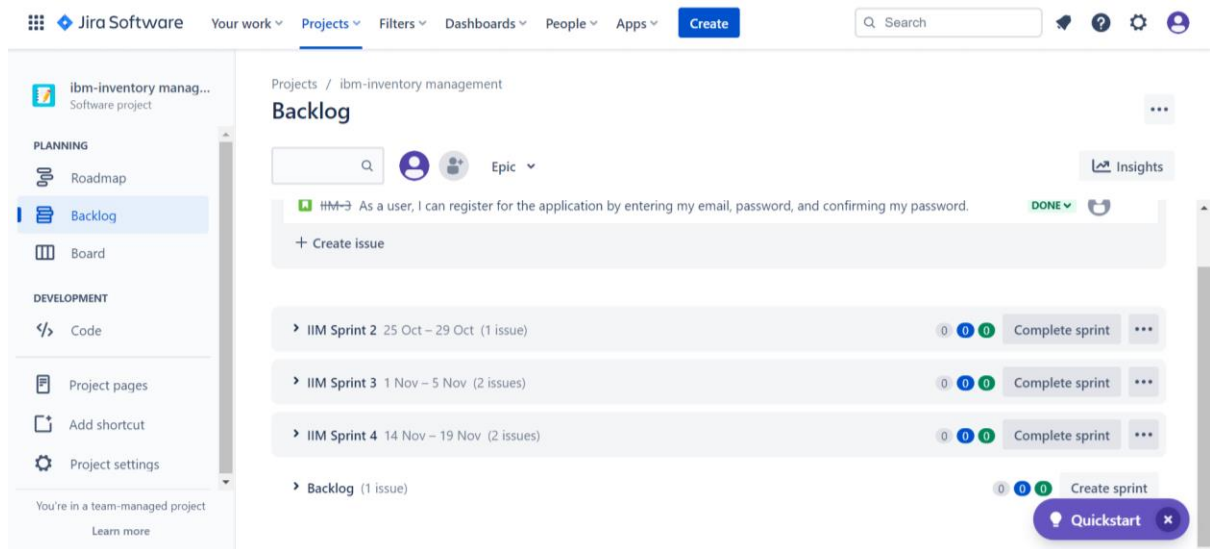 Jira Software Your work Projects Filters Dashboards People Apps Create Search
ibm-inventory manag...
Software project
PLANNING
Roadmap
Backlog
Board
DEVELOPMENT
Code
Project pages
Add shortcut
Project settings
You're in a team-managed project
Learn more
Projects / ibm-inventory management
Backlog
Epic Insights
IIM-3 As a user, I can register for the application by entering my email, password, and confirming my password. DONE
+ Create issue
IIM Sprint 2 25 Oct – 29 Oct (1 issue) 0 0 0 Complete sprint
IIM Sprint 3 1 Nov – 5 Nov (2 issues) 0 0 0 Complete sprint
IIM Sprint 4 14 Nov – 19 Nov (2 issues) 0 0 0 Complete sprint
Backlog (1 issue) 0 0 0 Create sprint
Quickstart